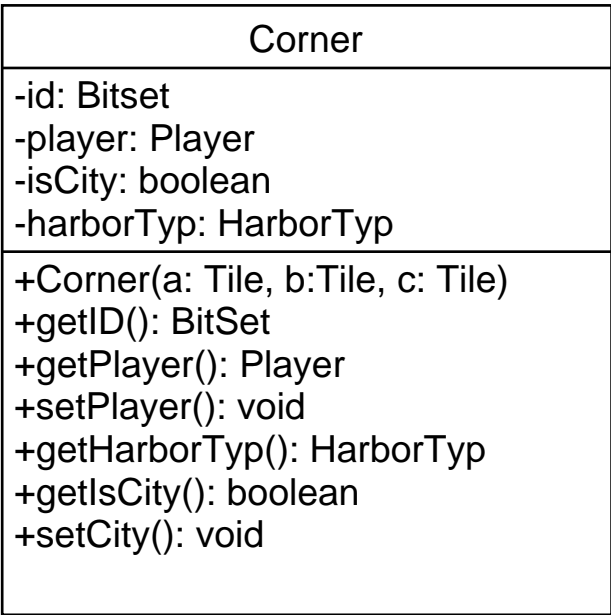 Corner
-id: Bitset
-player: Player
-isCity: boolean
-harborTyp: HarborTyp
+Corner(a: Tile, b:Tile, c: Tile)
+getID(): BitSet
+getPlayer(): Player
+setPlayer(): void
+getHarborTyp(): HarborTyp
+getIsCity(): boolean
+setCity(): void